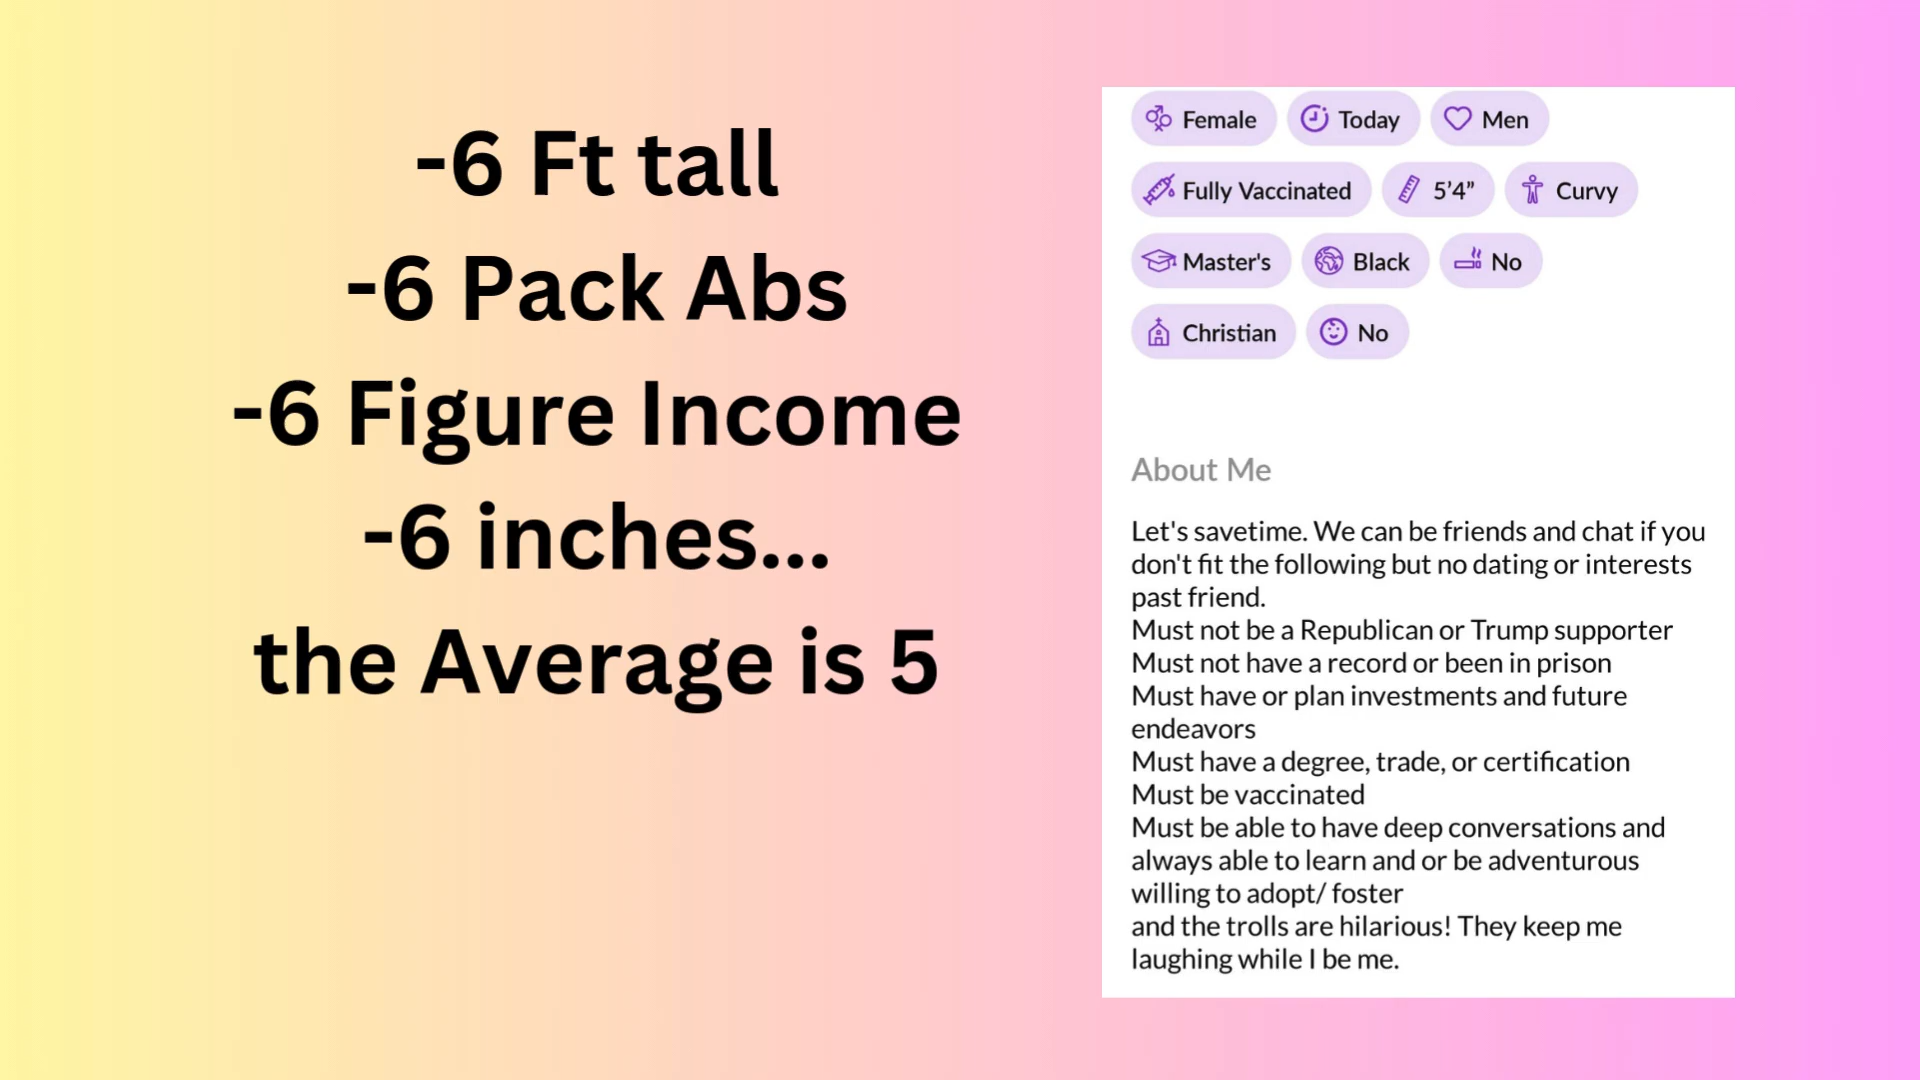 -6 Ft tall
-6 Pack Abs
-6 Figure Income
-6 inches...
the Average is 5
Female Today Men
Fully Vaccinated 5’4” Curvy
Master's Black No
Christian No
About Me
Let's savetime. We can be friends and chat if you
don't fit the following but no dating or interests
past friend.
Must not be a Republican or Trump supporter
Must not have a record or been in prison
Must have or plan investments and future
endeavors
Must have a degree, trade, or certification
Must be vaccinated
Must be able to have deep conversations and
always able to learn and or be adventurous
willing to adopt/ foster
and the trolls are hilarious! They keep me
laughing while I be me.